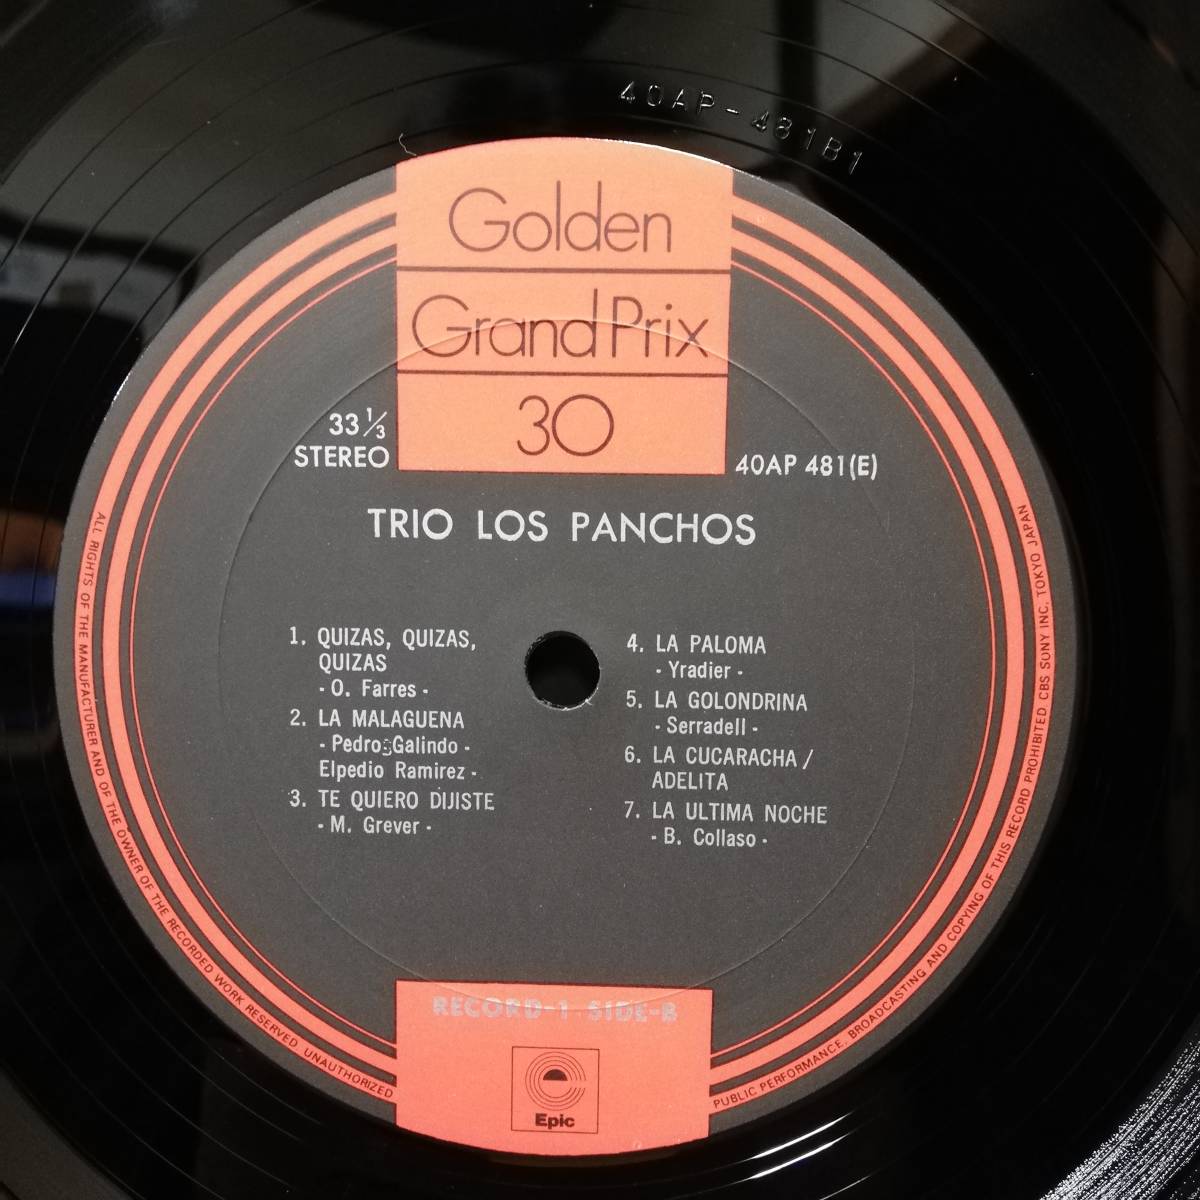 40AP-481B1
Golden
Grand Prix
30
33 1/3
STEREO
40AP 481(E)
TRIO LOS PANCHOS
1. QUIZAS, QUIZAS,
QUIZAS
- O. Farres -
2. LA MALAGUENA
- Pedro Galindo -
Elpedio Ramirez -
3. TE QUIERO DIJISTE
- M. Grever -
4. LA PALOMA
- Yradier -
5. LA GOLONDRINA
- Serradell -
6. LA CUCARACHA /
ADELITA
7. LA ULTIMA NOCHE
- B. Collaso -
RECORD-1 SIDE-B
Epic
ALL RIGHTS OF THE MANUFACTURER AND OF THE OWNER OF THE RECORDED WORK RESERVED. UNAUTHORIZED PUBLIC PERFORMANCE, BROADCASTING AND COPYING OF THIS RECORD PROHIBITED. CBS SONY INC. TOKYO JAPAN